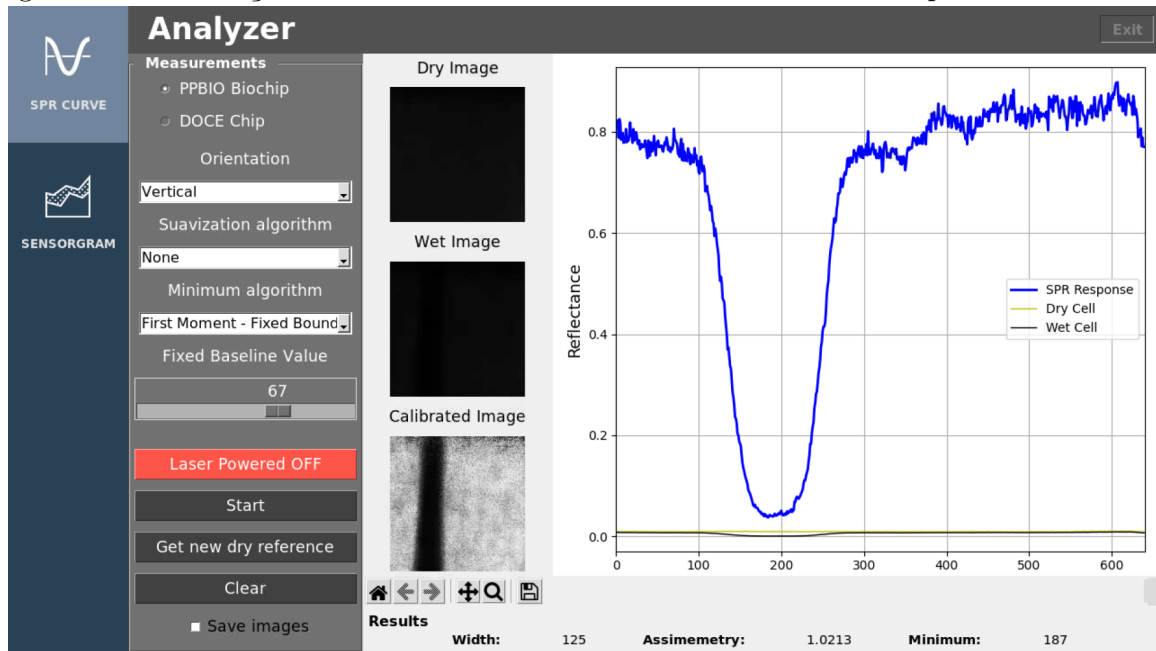 Analyzer
Exit
SPR CURVE
SENSORGRAM
Measurements
PPBIO Biochip
DOCE Chip
Orientation
Vertical
Suavization algorithm
None
Minimum algorithm
First Moment - Fixed Bound
Fixed Baseline Value
67
Laser Powered OFF
Start
Get new dry reference
Clear
Save images
Dry Image
Wet Image
Calibrated Image
Reflectance
0.8
0.6
0.4
0.2
0.0
0 100 200 300 400 500 600
SPR Response
Dry Cell
Wet Cell
Results
Width: 125 Assimemetry: 1.0213 Minimum: 187